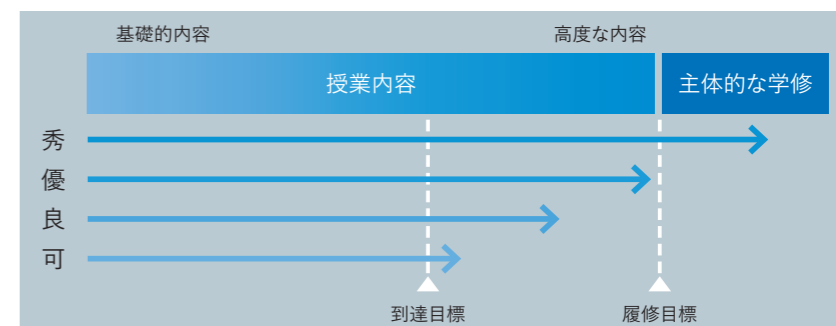 基礎的内容 高度な内容
授業内容 主体的な学修
秀
優
良
可
到達目標 履修目標